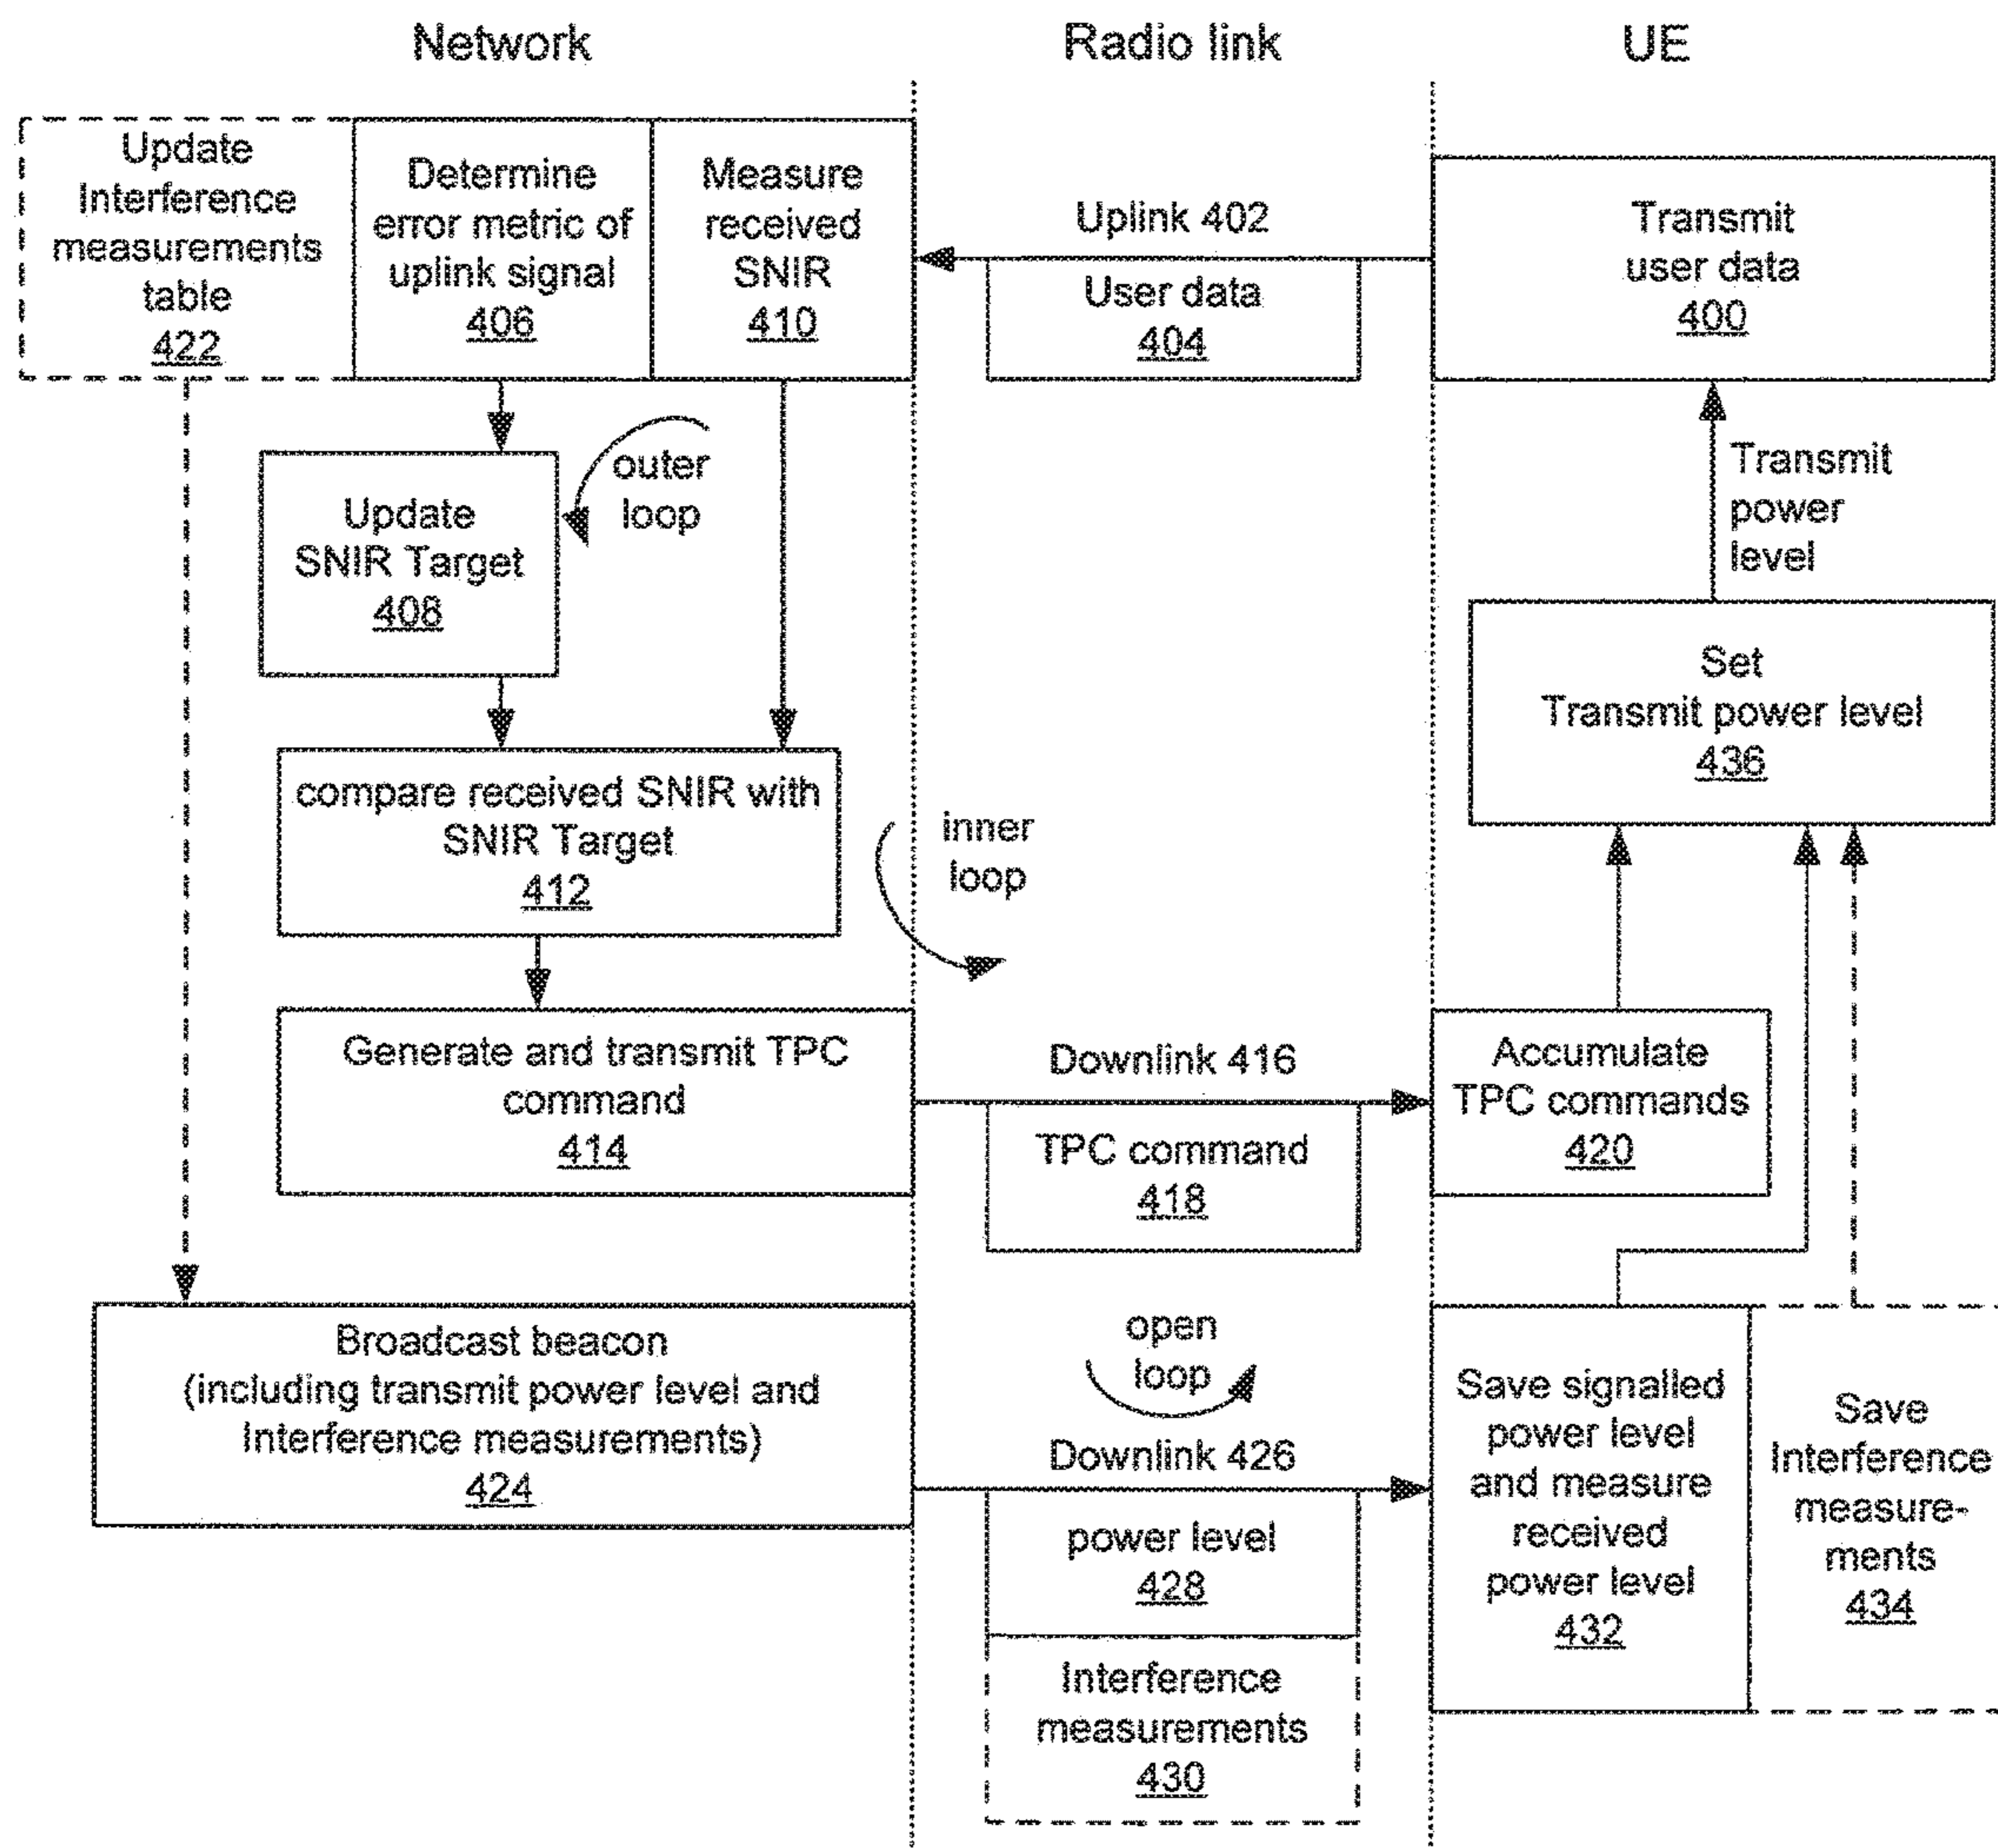 Network
Radio link
UE
Update
Interference
measurements
table
422
Determine
error metric of
uplink signal
406
Measure
received
SNIR
410
Uplink 402
User data
404
Transmit
user data
400
outer
loop
Update
SNIR Target
408
Transmit
power
level
Set
Transmit power level
436
compare received SNIR with
SNIR Target
412
inner
loop
Generate and transmit TPC
command
414
Downlink 416
TPC command
418
Accumulate
TPC commands
420
Broadcast beacon
(including transmit power level and
Interference measurements)
424
open
loop
Downlink 426
power level
428
Interference
measurements
430
Save signalled
power level
and measure
received
power level
432
Save
Interference
measure-
ments
434